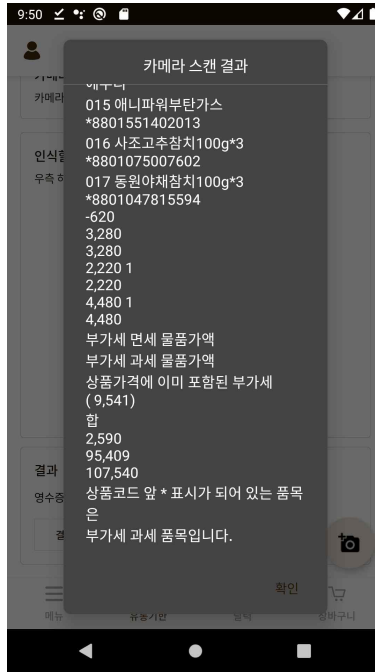 9:50
카메라 스캔 결과
015 애니파워부탄가스
*8801551402013
016 사조고추참치100g*3
*8801075007602
017 동원야채참치100g*3
*8801047815594
-620
3,280
3,280
2,220 1
2,220
4,480 1
4,480
부가세 면세 물품가액
부가세 과세 물품가액
상품가격에 이미 포함된 부가세
( 9,541)
합
2,590
95,409
107,540
상품코드 앞 * 표시가 되어 있는 품목
은
부가세 과세 품목입니다.
확인
카메라
인식할
우측 하
결과
영수증
결
메뉴
유통기한
장바구니